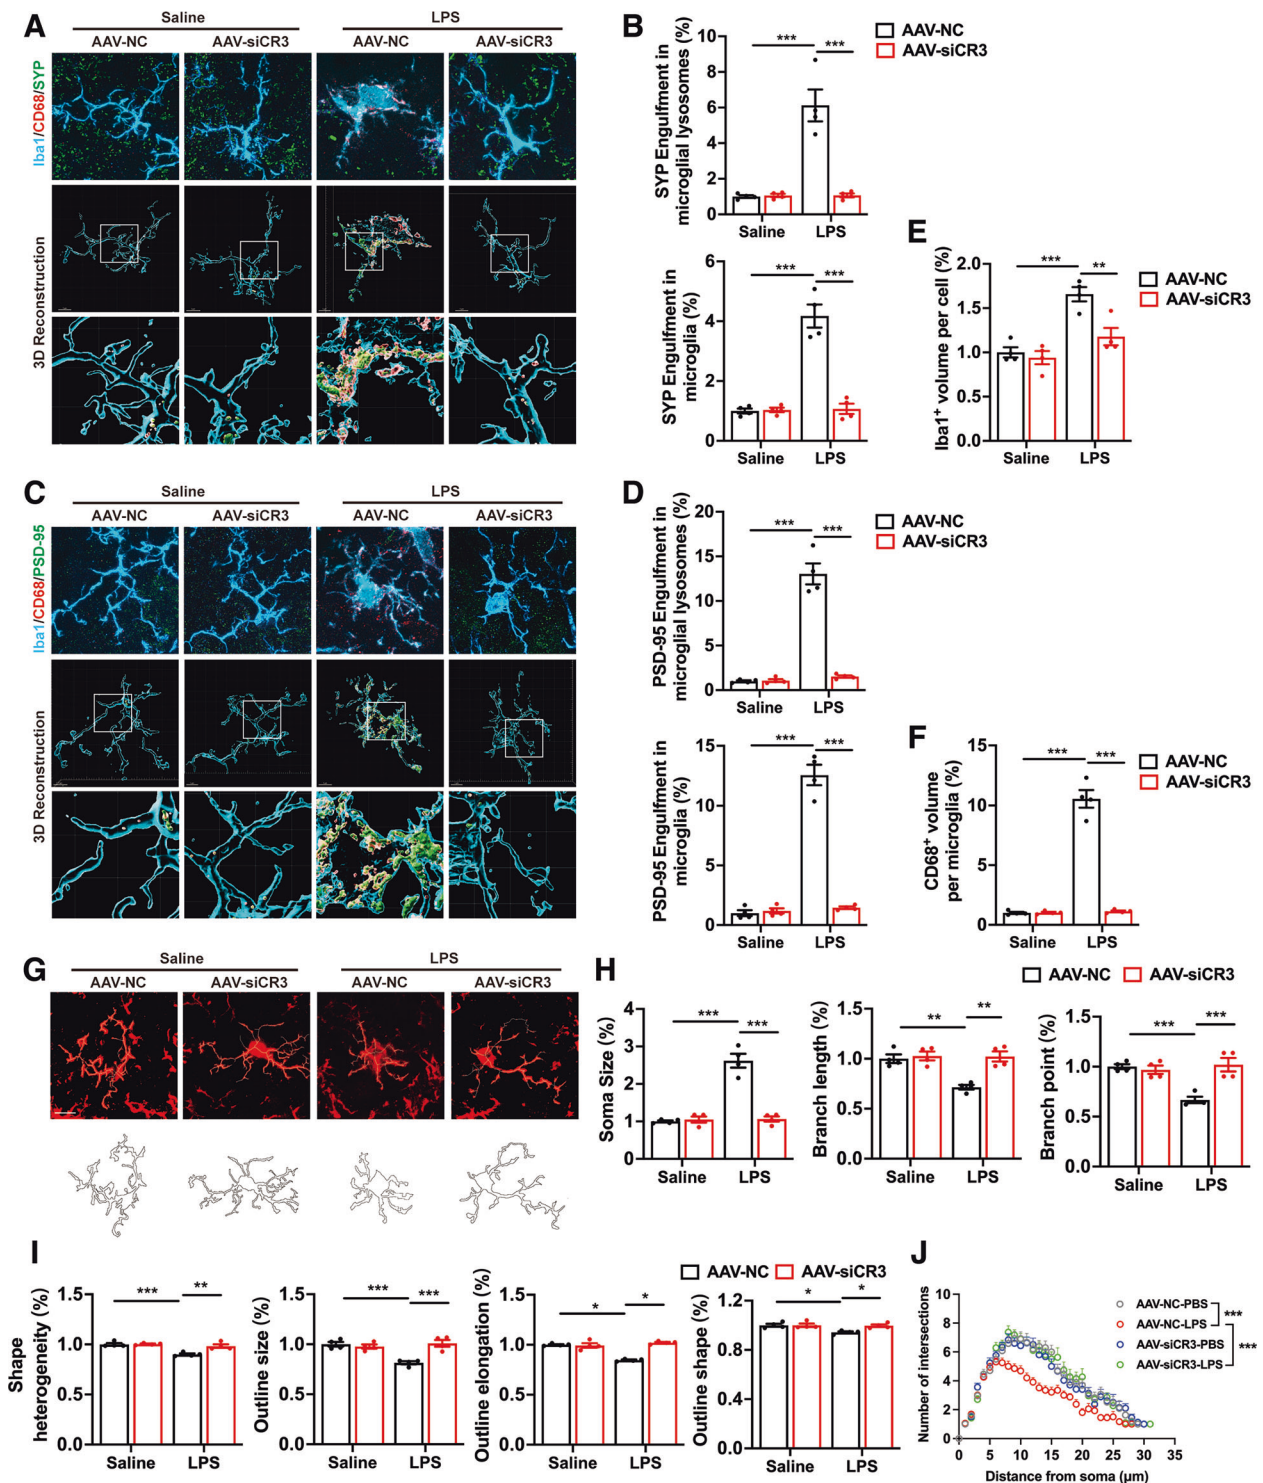 A
Saline
LPS
AAV-NC
AAV-siCR3
AAV-NC
AAV-siCR3
Iba1/CD68/SYP
3D Reconstruction
B
AAV-NC
AAV-siCR3
SYP Engulfment in
microglial lysosomes (%)
10
8
6
4
2
0
***
***
Saline
LPS
SYP Engulfment in
microglia (%)
6
4
2
0
***
***
Saline
LPS
E
Iba1+ volume per cell (%)
2.0
1.5
1.0
0.5
0.0
***
**
Saline
LPS
AAV-NC
AAV-siCR3
C
Saline
LPS
AAV-NC
AAV-siCR3
AAV-NC
AAV-siCR3
Iba1/CD68/PSD-95
3D Reconstruction
D
AAV-NC
AAV-siCR3
PSD-95 Engulfment in
microglial lysosomes (%)
20
15
10
5
0
***
***
Saline
LPS
PSD-95 Engulfment in
microglia (%)
15
10
5
0
***
***
Saline
LPS
F
CD68+ volume
per microglia (%)
15
10
5
0
***
***
Saline
LPS
AAV-NC
AAV-siCR3
G
Saline
LPS
AAV-NC
AAV-siCR3
AAV-NC
AAV-siCR3
H
AAV-NC
AAV-siCR3
Soma Size (%)
4
3
2
1
0
***
***
Saline
LPS
Branch length (%)
1.5
1.0
0.5
0.0
**
**
Saline
LPS
Branch point (%)
1.5
1.0
0.5
0.0
***
***
Saline
LPS
I
AAV-NC
AAV-siCR3
Shape
heterogeneity (%)
1.5
1.0
0.5
0.0
***
**
Saline
LPS
Outline size (%)
1.5
1.0
0.5
0.0
***
***
Saline
LPS
Outline elongation (%)
1.5
1.0
0.5
0.0
*
*
Saline
LPS
Outline shape (%)
1.2
0.8
0.4
0.0
*
*
Saline
LPS
J
Number of intersections
10
8
6
4
2
0
0
5
10
15
20
25
30
35
Distance from soma (μm)
AAV-NC-PBS
AAV-NC-LPS
AAV-siCR3-PBS
AAV-siCR3-LPS
***
***